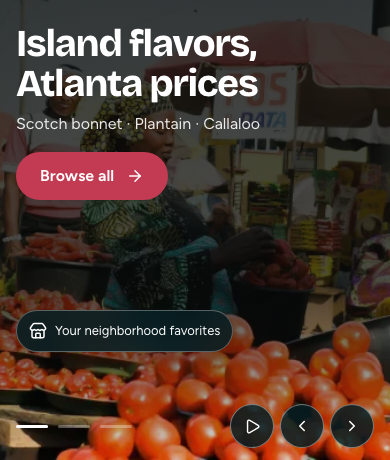 Island flavors,
Atlanta prices
Scotch bonnet · Plantain · Callaloo
Browse all
Your neighborhood favorites